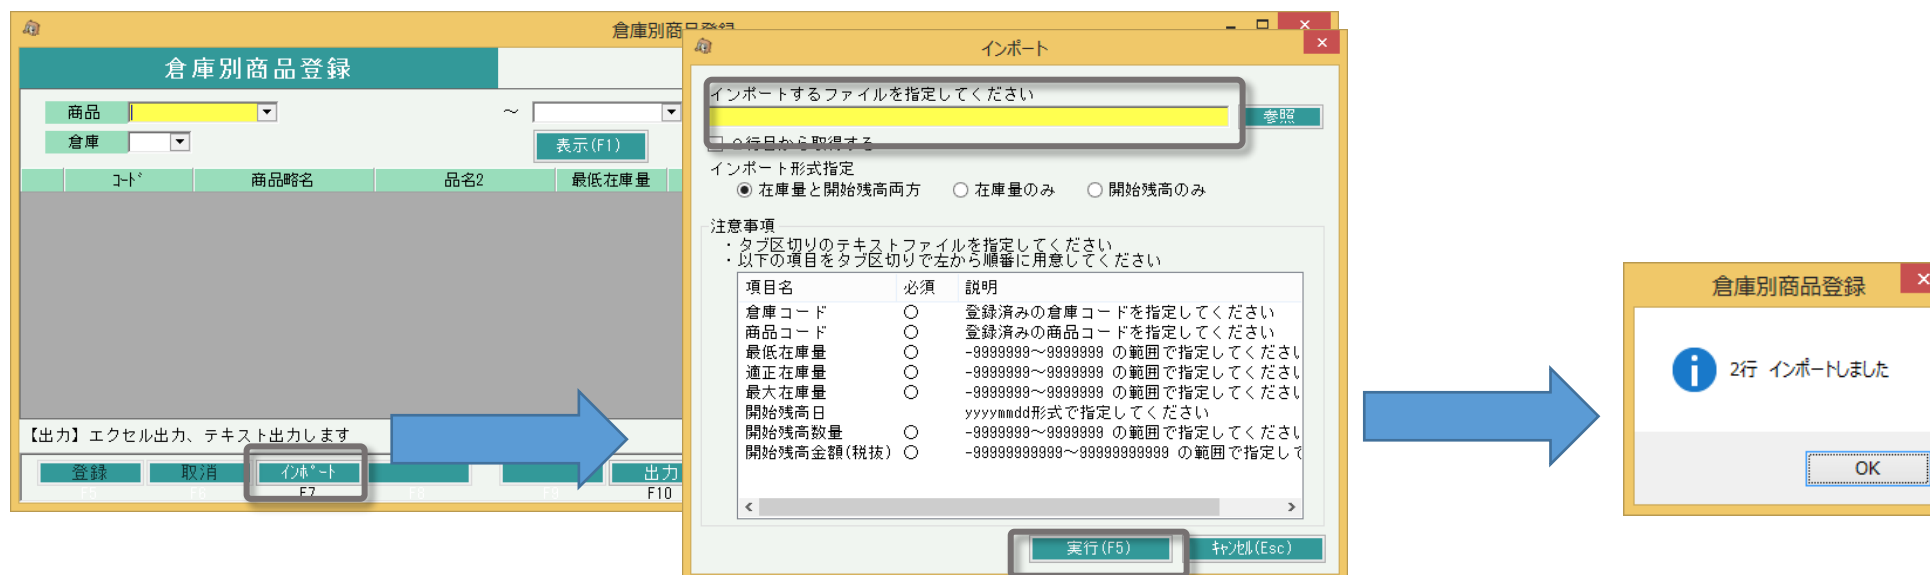 倉庫別商品登録
倉庫別商品登録
商品
～
倉庫
表示(F1)
ｺｰﾄﾞ 商品略名 品名2 最低在庫量
【出力】エクセル出力、テキスト出力します
登録 取消 ｲﾝﾎﾟｰﾄ 出力
F5 F6 F7 F8 F9 F10
インポート
インポートするファイルを指定してください
参照
行目から取得する
インポート形式指定
在庫量と開始残高両方 在庫量のみ 開始残高のみ
注意事項
・タブ区切りのテキストファイルを指定してください
・以下の項目をタブ区切りで左から順番に用意してください
項目名 必須 説明
倉庫コード ○ 登録済みの倉庫コードを指定してください
商品コード ○ 登録済みの商品コードを指定してください
最低在庫量 ○ -9999999～9999999 の範囲で指定してくださ
適正在庫量 ○ -9999999～9999999 の範囲で指定してくださ
最大在庫量 ○ -9999999～9999999 の範囲で指定してくださ
開始残高日 yyyymmdd形式で指定してください
開始残高数量 ○ -9999999～9999999 の範囲で指定してくださ
開始残高金額(税抜) ○ -99999999999～99999999999 の範囲で指定して
実行(F5) ｷｬﾝｾﾙ(Esc)
倉庫別商品登録
2行 インポートしました
OK